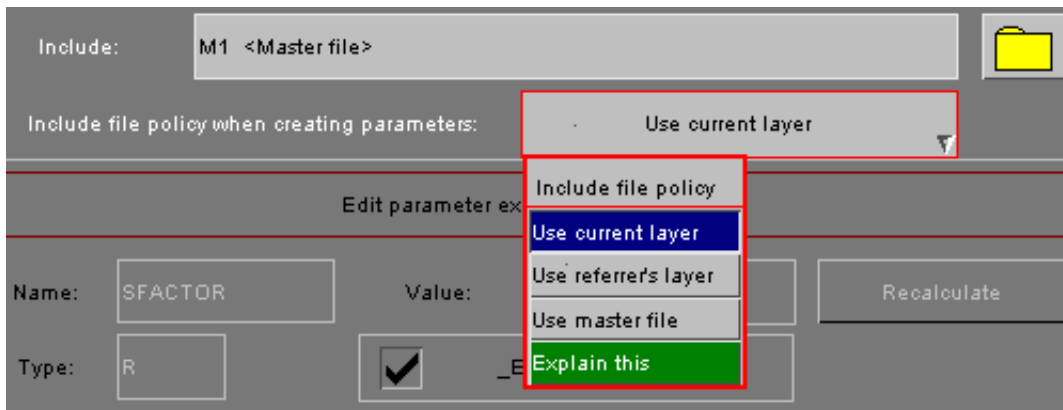 Include: M1 <Master file>
Include file policy when creating parameters: Use current layer
Include file policy
Edit parameter ex
Use current layer
Use referrer's layer
Name: SFACTOR Value: Recalculate
Use master file
Type: R _E
Explain this